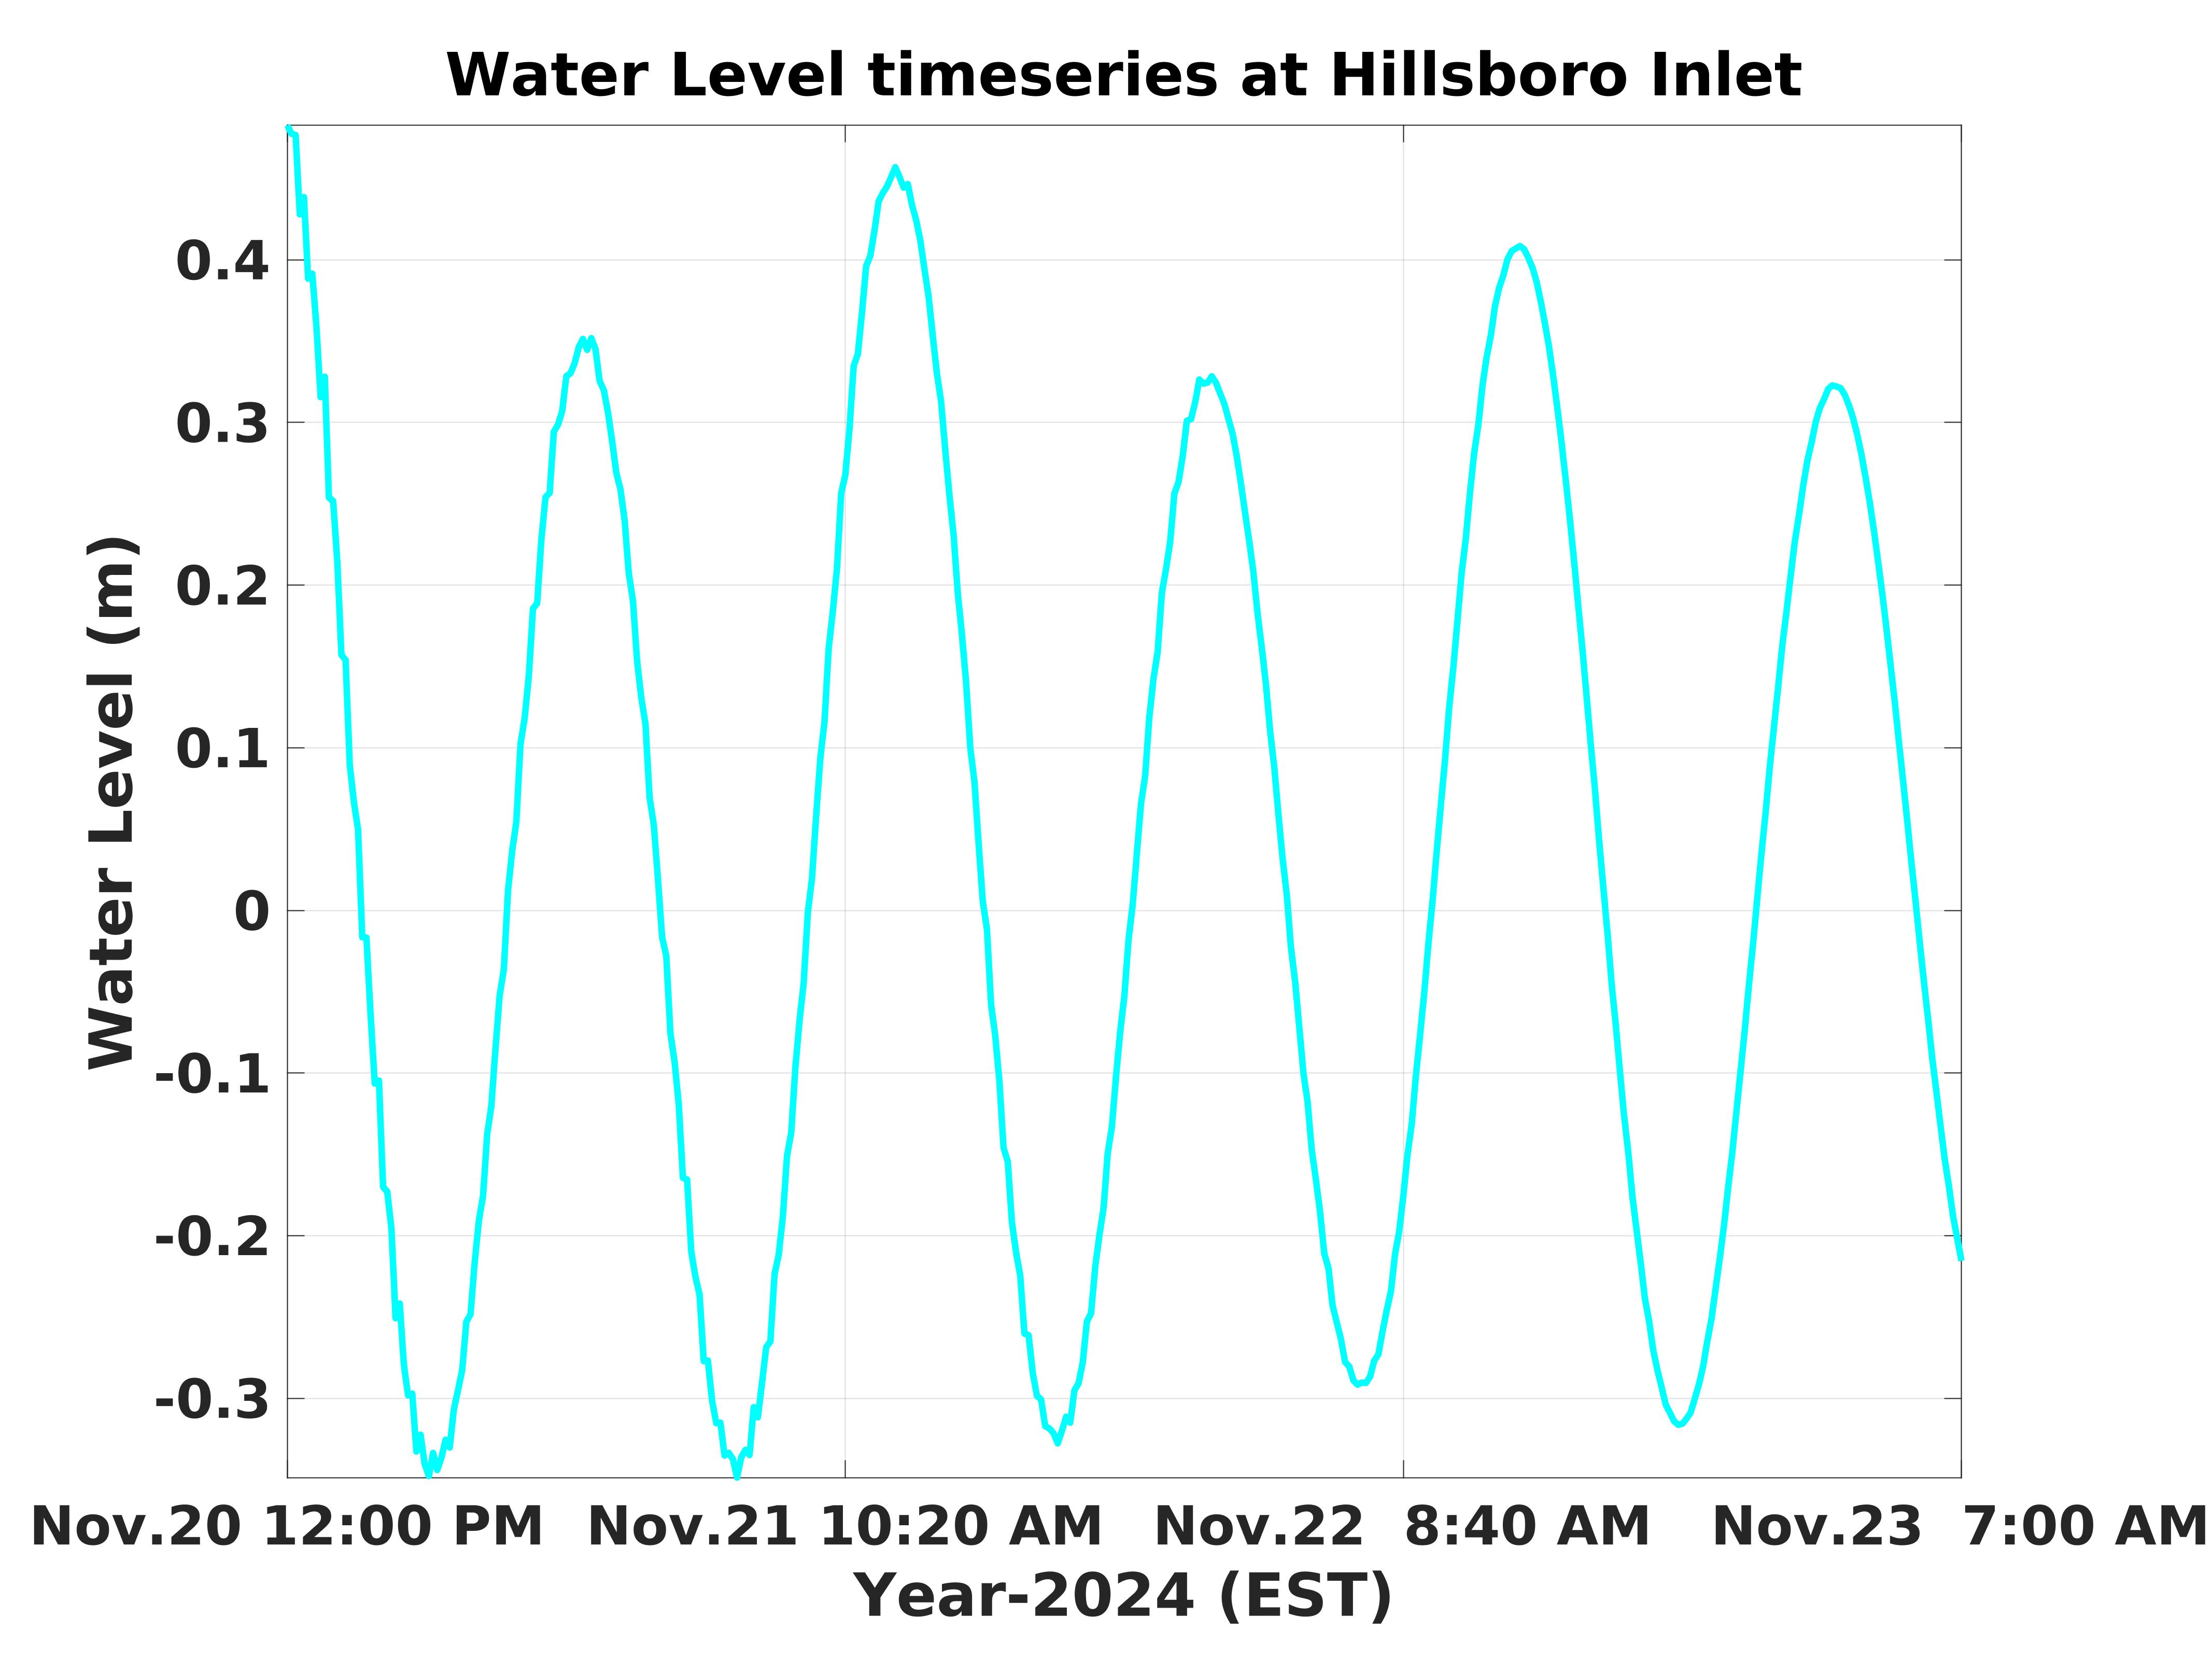 Water Level timeseries at Hillsboro Inlet
Water Level (m)
0.4
0.3
0.2
0.1
0
-0.1
-0.2
-0.3
Nov.20 12:00 PM Nov.21 10:20 AM Nov.22 8:40 AM Nov.23 7:00 AM
Year-2024 (EST)